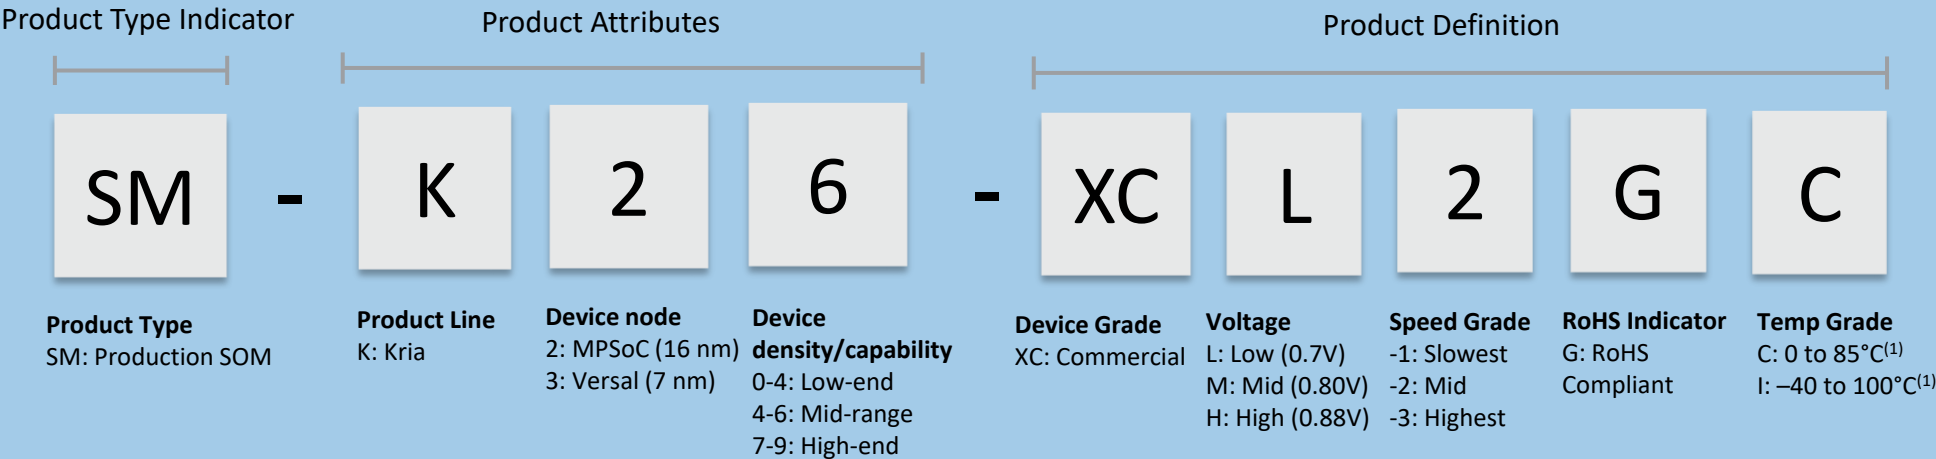 Product Type Indicator
Product Attributes
Product Definition
SM - K 2 6 - XC L 2 G C
Product Type
SM: Production SOM
Product Line
K: Kria
Device node
2: MPSoC (16 nm)
3: Versal (7 nm)
Device
density/capability
0-4: Low-end
4-6: Mid-range
7-9: High-end
Device Grade
XC: Commercial
Voltage
L: Low (0.7V)
M: Mid (0.80V)
H: High (0.88V)
Speed Grade
-1: Slowest
-2: Mid
-3: Highest
RoHS Indicator
G: RoHS
Compliant
Temp Grade
C: 0 to 85°C(1)
I: –40 to 100°C(1)